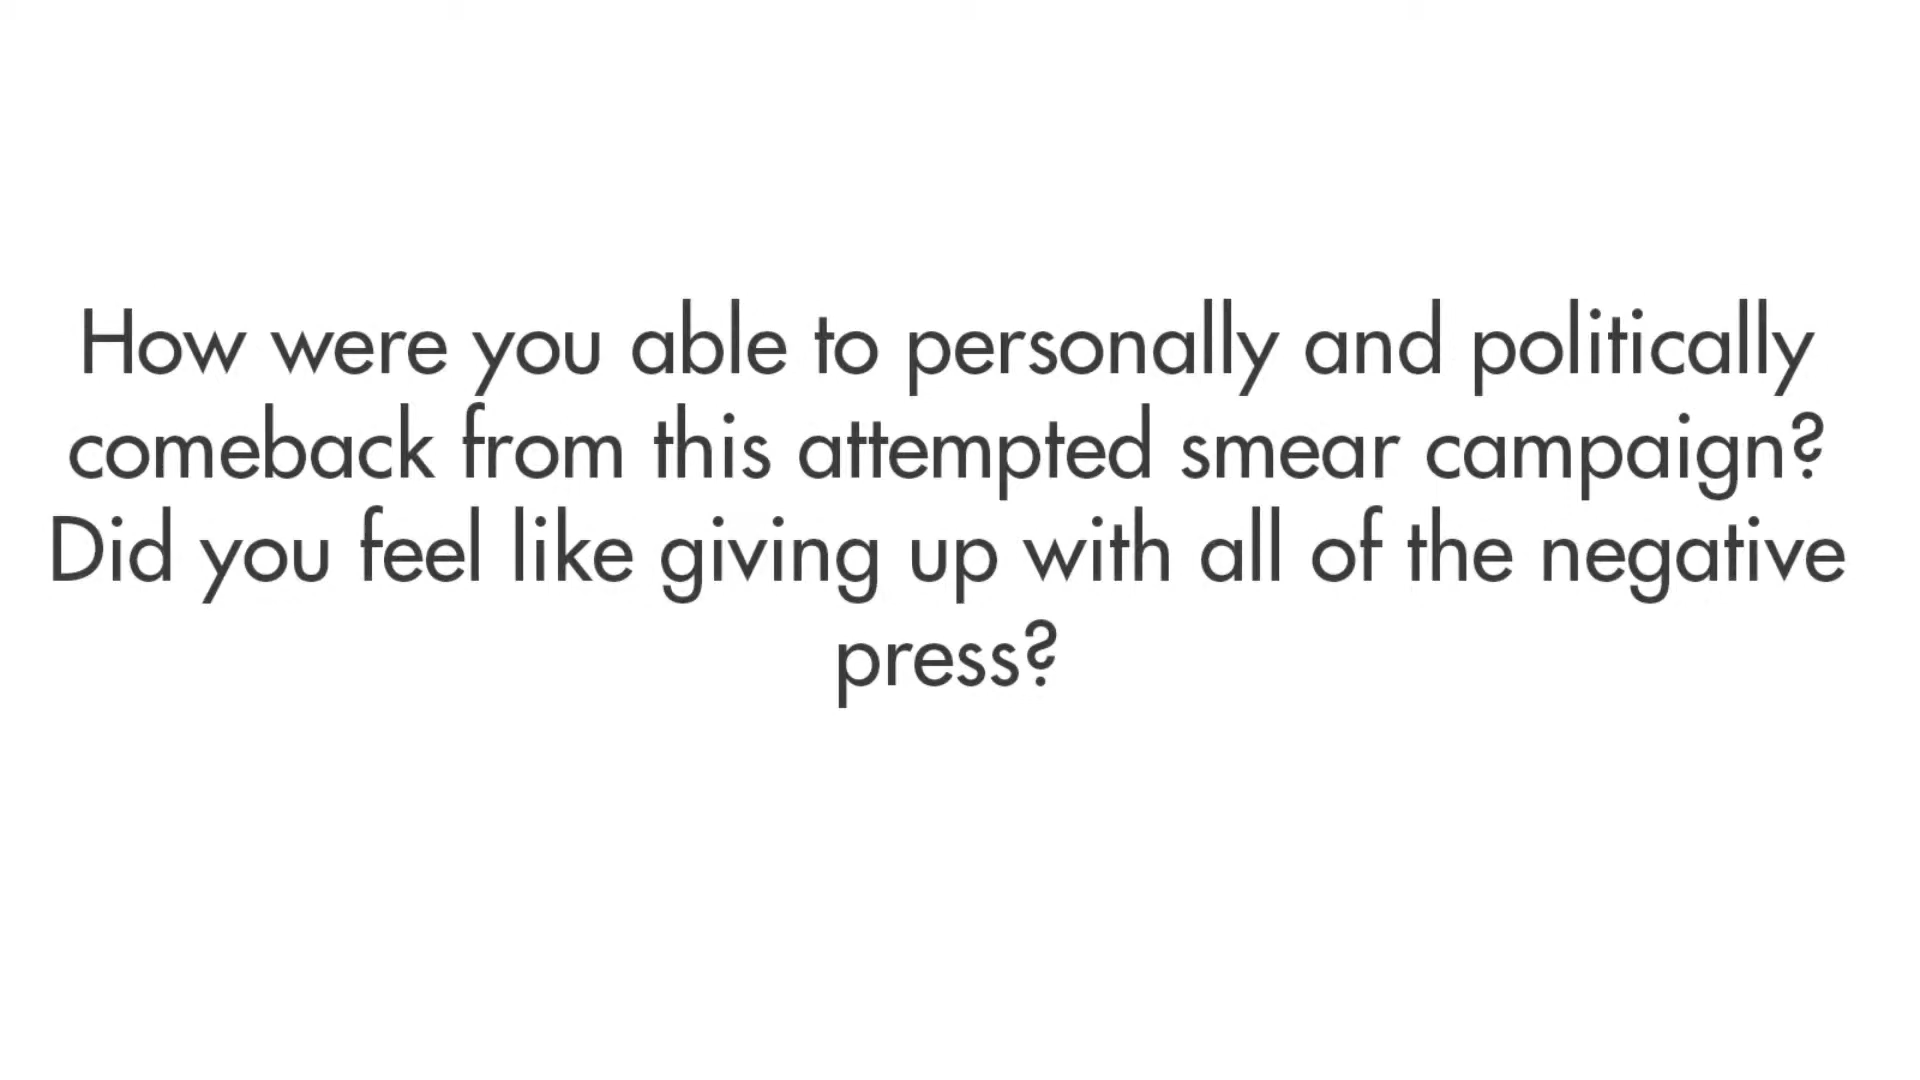 How were you able to personally and politically
comeback from this attempted smear campaign?
Did you feel like giving up with all of the negative
press?